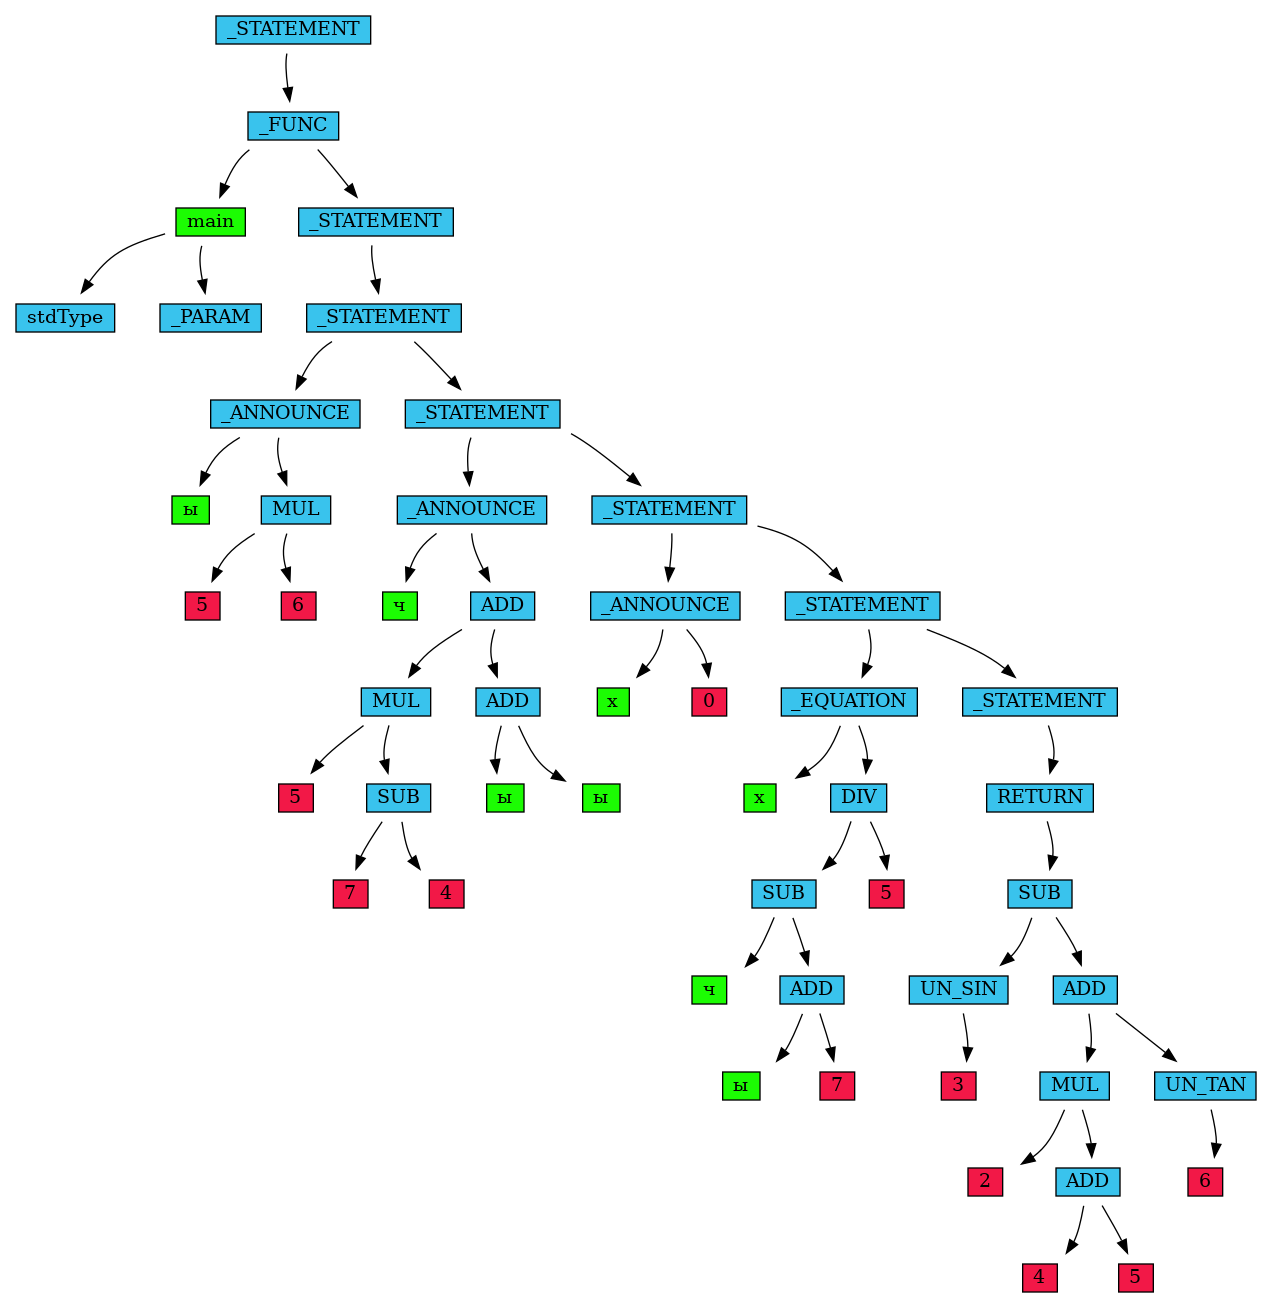 _STATEMENT
_FUNC
main _STATEMENT
stdType _PARAM _STATEMENT
_ANNOUNCE _STATEMENT
ы MUL _ANNOUNCE _STATEMENT
5 6 ч ADD _ANNOUNCE _STATEMENT
MUL ADD x 0 _EQUATION _STATEMENT
5 SUB ы ы x DIV RETURN
7 4 SUB 5 SUB
ч ADD UN_SIN ADD
ы 7 3 MUL UN_TAN
2 ADD 6
4 5